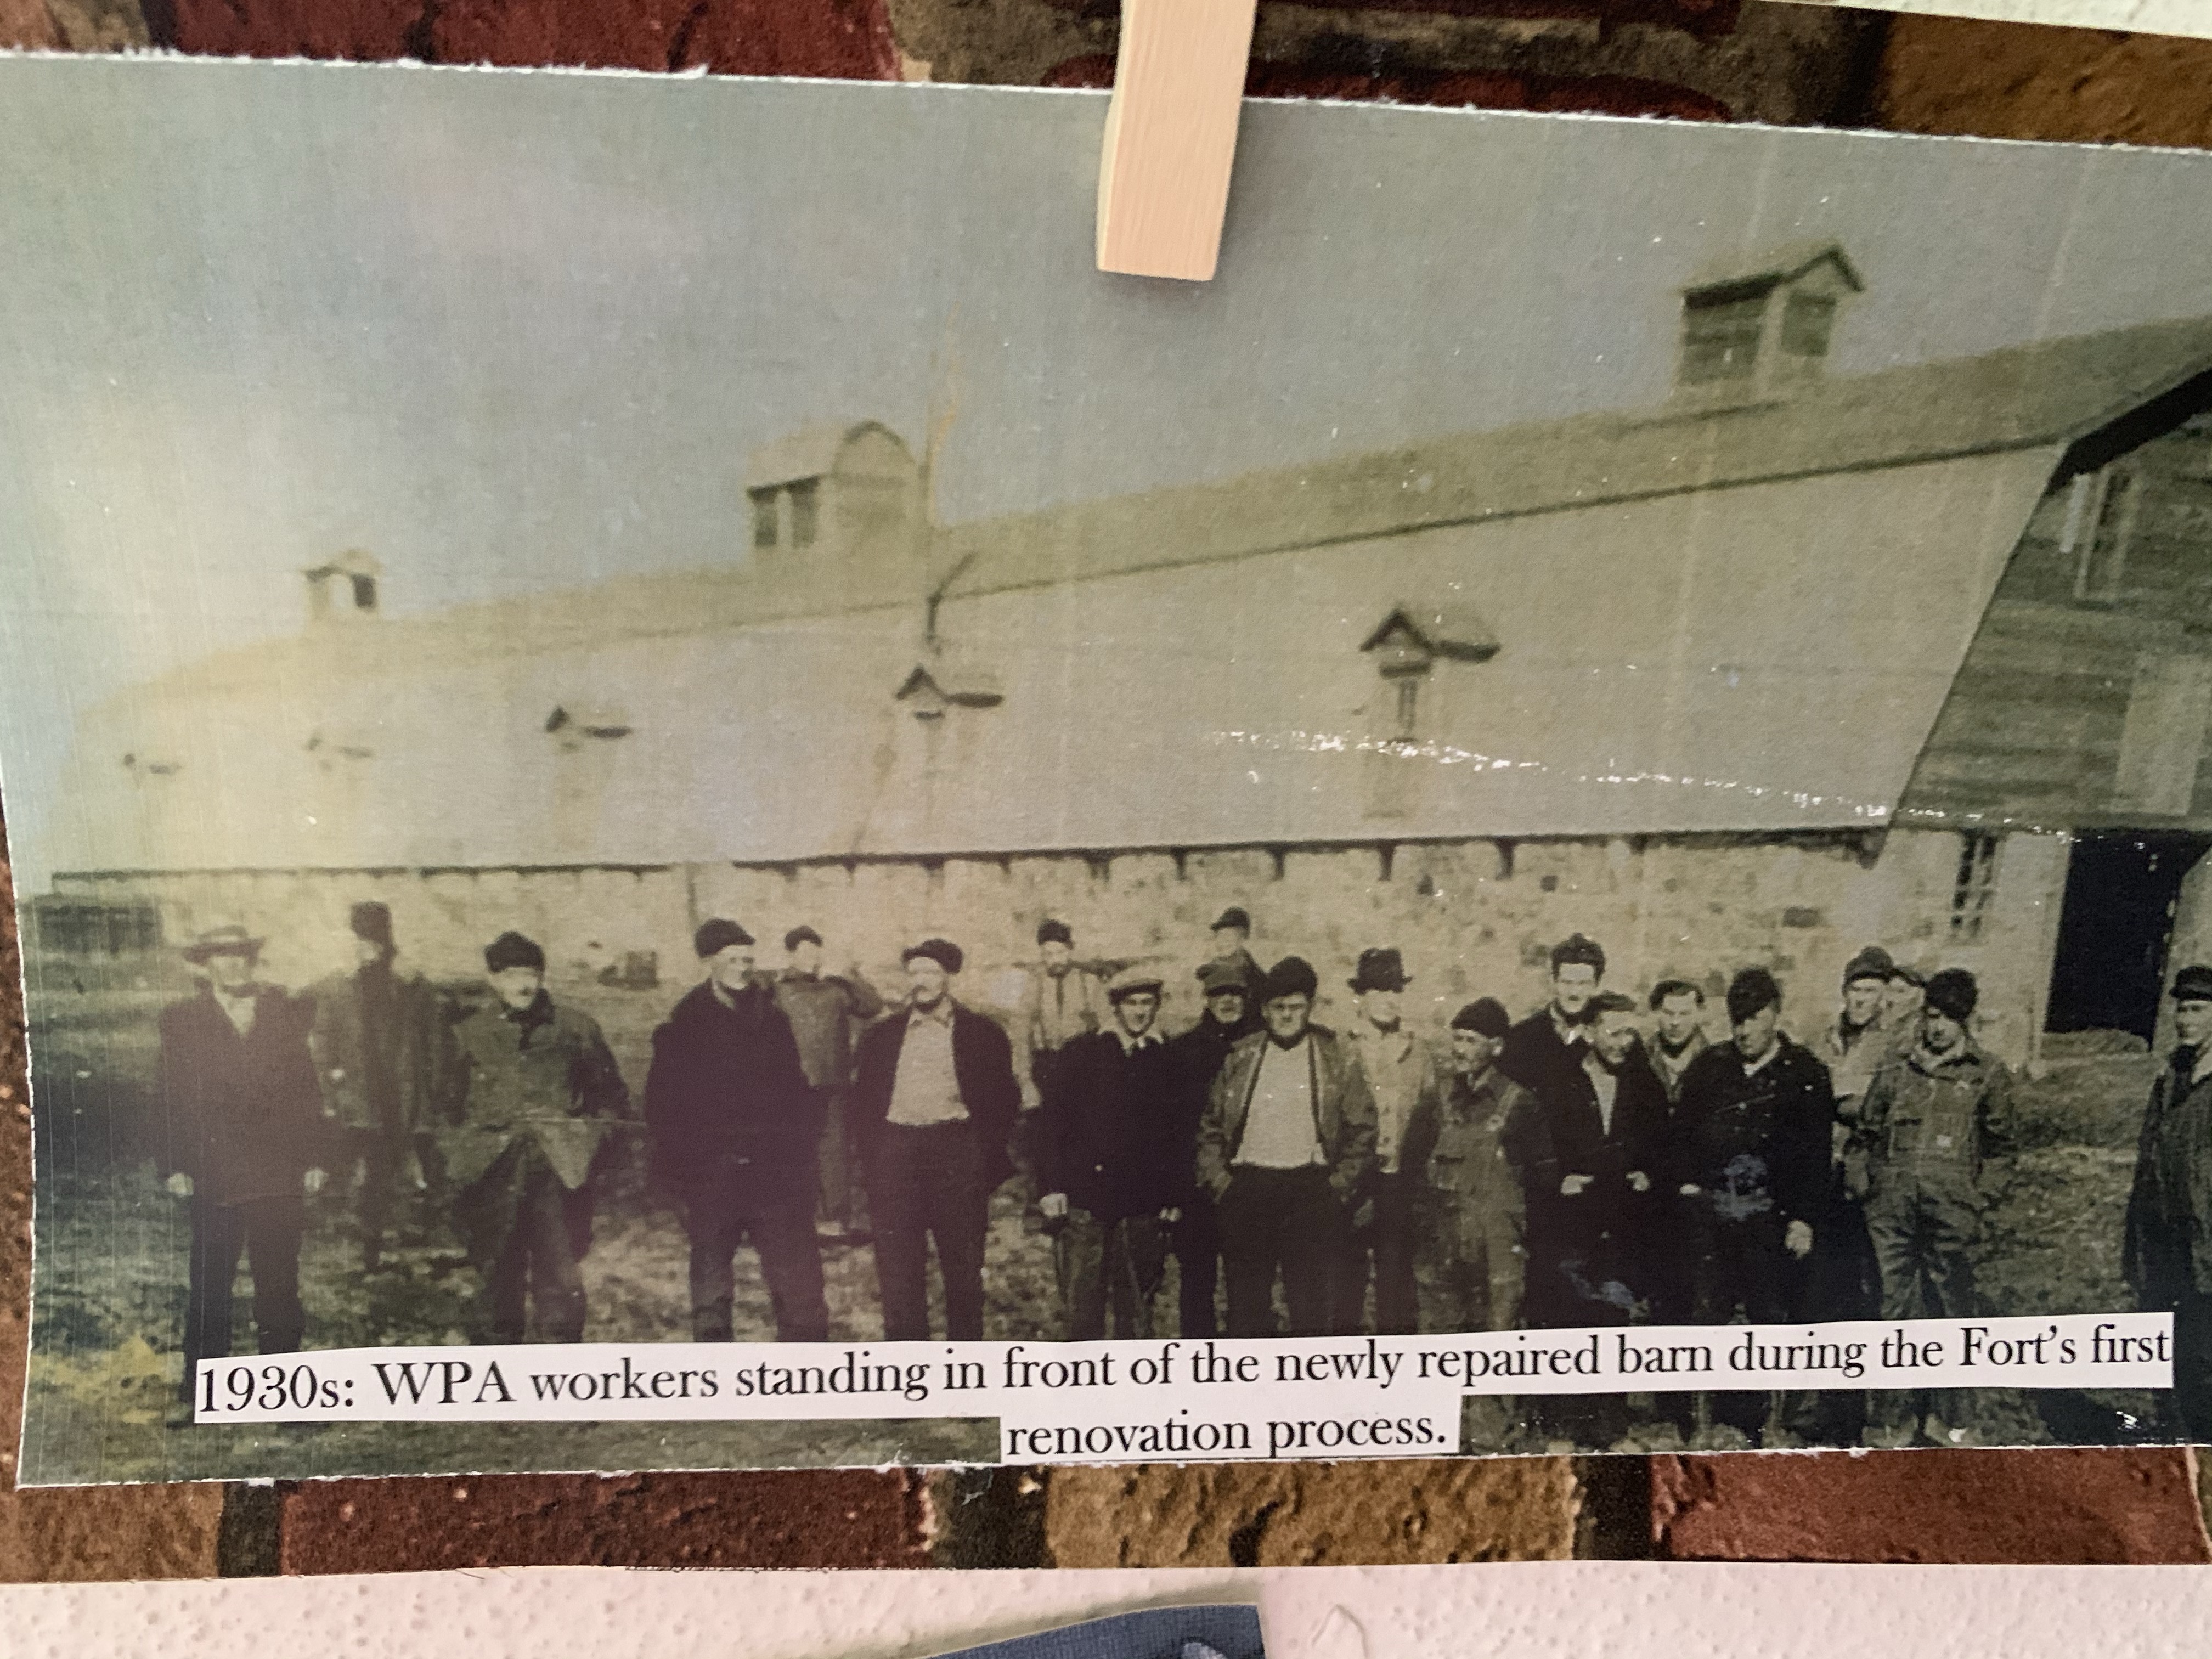 1930s: WPA workers standing in front of the newly repaired barn during the Fort's first
renovation process.